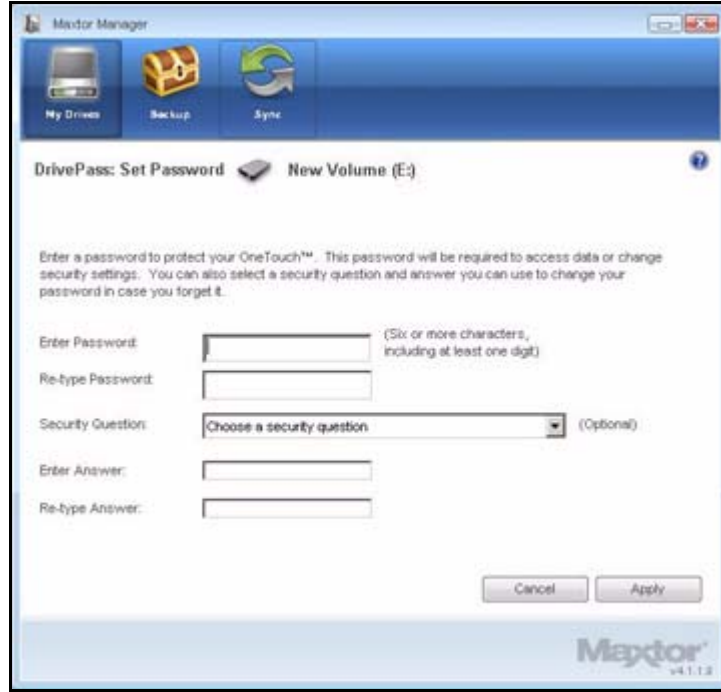 Maxtor Manager
My Drives
Backup
Sync
DrivePass: Set Password
New Volume (E:)
Enter a password to protect your OneTouch™. This password will be required to access data or change
security settings. You can also select a security question and answer you can use to change your
password in case you forget it.
Enter Password:
(Six or more characters,
including at least one digit)
Re-type Password:
Security Question:
Choose a security question
(Optional)
Enter Answer:
Re-type Answer:
Cancel
Apply
Maxtor